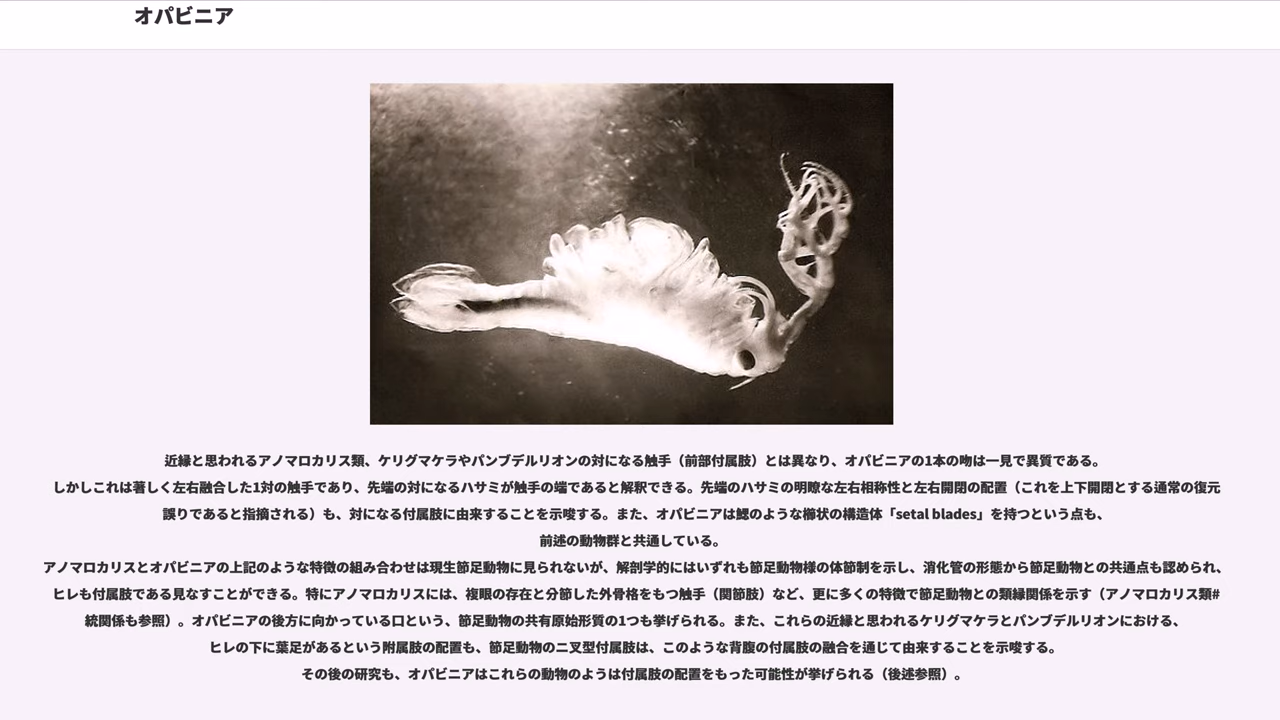 オパビニア
近縁と思われるアノマロカリス類、ケリグマケラやパンブデルリオンの対になる触手（前部付属肢）とは異なり、オパビニアの1本の吻は一見で異質である。
しかしこれは著しく左右融合した1対の触手であり、先端の対になるハサミが触手の端であると解釈できる。先端のハサミの明瞭な左右相称性と左右開閉の配置（これを上下開閉とする通常の復元
誤りであると指摘される）も、対になる付属肢に由来することを示唆する。また、オパビニアは鰓のような櫛状の構造体「setal blades」を持つという点も、
前述の動物群と共通している。
アノマロカリスとオパビニアの上記のような特徴の組み合わせは現生節足動物に見られないが、解剖学的にはいずれも節足動物様の体節制を示し、消化管の形態から節足動物との共通点も認められ、
ヒレも付属肢である見なすことができる。特にアノマロカリスには、複眼の存在と分節した外骨格をもつ触手（関節肢）など、更に多くの特徴で節足動物との類縁関係を示す（アノマロカリス類#
統関係も参照）。オパビニアの後方に向かっている口という、節足動物の共有原始形質の1つも挙げられる。また、これらの近縁と思われるケリグマケラとパンブデルリオンにおける、
ヒレの下に葉足があるという附属肢の配置も、節足動物の二叉型付属肢は、このような背腹の付属肢の融合を通じて由来することを示唆する。
その後の研究も、オパビニアはこれらの動物のようは付属肢の配置をもった可能性が挙げられる（後述参照）。